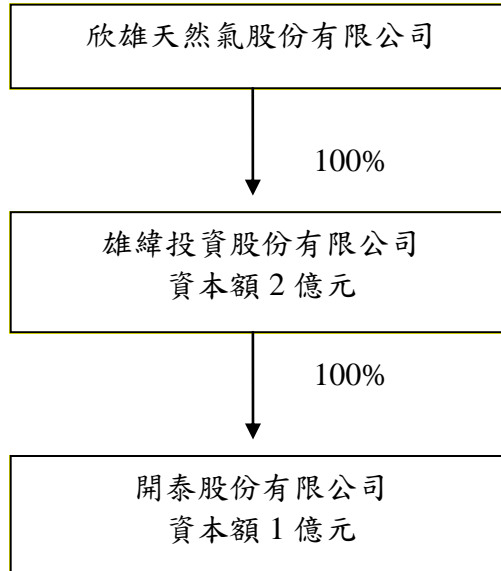 欣雄天然氣股份有限公司
100%
雄緯投資股份有限公司
資本額 2 億元
100%
開泰股份有限公司
資本額 1 億元